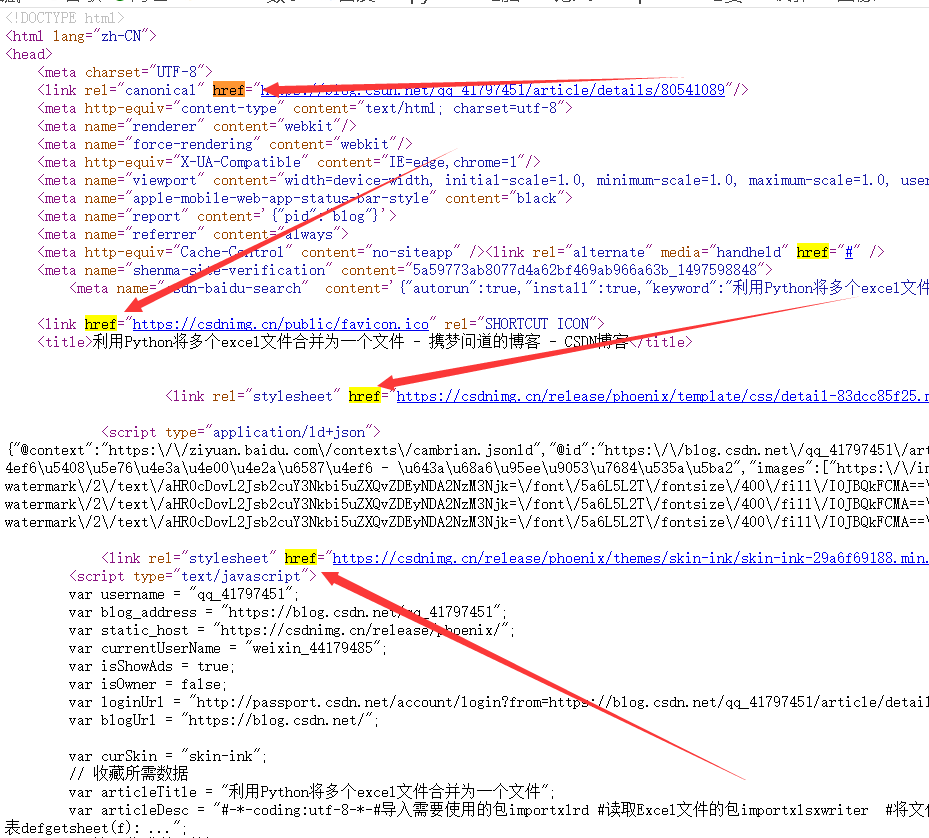 <!DOCTYPE html>
<html lang="zh-CN">
<head>
<meta charset="UTF-8">
<link rel="canonical" href="https://blog.csdn.net/qq_41797451/article/details/80541089"/>
<meta http-equiv="content-type" content="text/html; charset=utf-8">
<meta name="renderer" content="webkit"/>
<meta name="force-rendering" content="webkit"/>
<meta http-equiv="X-UA-Compatible" content="IE=edge,chrome=1"/>
<meta name="viewport" content="width=device-width, initial-scale=1.0, minimum-scale=1.0, maximum-scale=1.0, user
<meta name="apple-mobile-web-app-status-bar-style" content="black">
<meta name="report" content='{"pid":"blog"}'>
<meta name="referrer" content="always">
<meta http-equiv="Cache-Control" content="no-siteapp" /><link rel="alternate" media="handheld" href="#" />
<meta name="shenma-site-verification" content="5a59773ab8077d4a62bf469ab966a63b_1497598848">
<meta name="csdn-baidu-search" content='{"autorun":true,"install":true,"keyword":"利用Python将多个excel文件
<link href="https://csdnimg.cn/public/favicon.ico" rel="SHORTCUT ICON">
<title>利用Python将多个excel文件合并为一个文件 - 携梦问道的博客 - CSDN博客</title>
<link rel="stylesheet" href="https://csdnimg.cn/release/phoenix/template/css/detail-83dcc85f25.m
<script type="application/ld+json">
{"@context":"https:\/\/ziyuan.baidu.com\/contexts\/cambrian.jsonld","@id":"https:\/\/blog.csdn.net\/qq_41797451\/art
4ef6\u5408\u5e76\u4e3a\u4e00\u4e2a\u6587\u4ef6 - \u643a\u68a6\u95ee\u9053\u7684\u535a\u5ba2","images":["https:\/\/i
watermark\/2\/text\/aHR0cDovL2Jsb2cuY3Nkbi5uZXQvZDEyNDA2NzM3Njk=\/font\/5a6L5L2T\/fontsize\/400\/fill\/I0JBQkFCMA==\
watermark\/2\/text\/aHR0cDovL2Jsb2cuY3Nkbi5uZXQvZDEyNDA2NzM3Njk=\/font\/5a6L5L2T\/fontsize\/400\/fill\/I0JBQkFCMA==\
watermark\/2\/text\/aHR0cDovL2Jsb2cuY3Nkbi5uZXQvZDEyNDA2NzM3Njk=\/font\/5a6L5L2T\/fontsize\/400\/fill\/I0JBQkFCMA==\
<link rel="stylesheet" href="https://csdnimg.cn/release/phoenix/themes/skin-ink/skin-ink-29a6f69188.min.
<script type="text/javascript">
var username = "qq_41797451";
var blog_address = "https://blog.csdn.net/qq_41797451";
var static_host = "https://csdnimg.cn/release/phoenix/";
var currentUserName = "weixin_44179485";
var isShowAds = true;
var isOwner = false;
var loginUrl = "http://passport.csdn.net/account/login?from=https://blog.csdn.net/qq_41797451/article/detail
var blogUrl = "https://blog.csdn.net/";
var curSkin = "skin-ink";
// 收藏所需数据
var articleTitle = "利用Python将多个excel文件合并为一个文件";
var articleDesc = "#-*-coding:utf-8-*-#导入需要使用的包importxlrd #读取Excel文件的包importxlsxwriter #将文
表defgetsheet(f): ...";